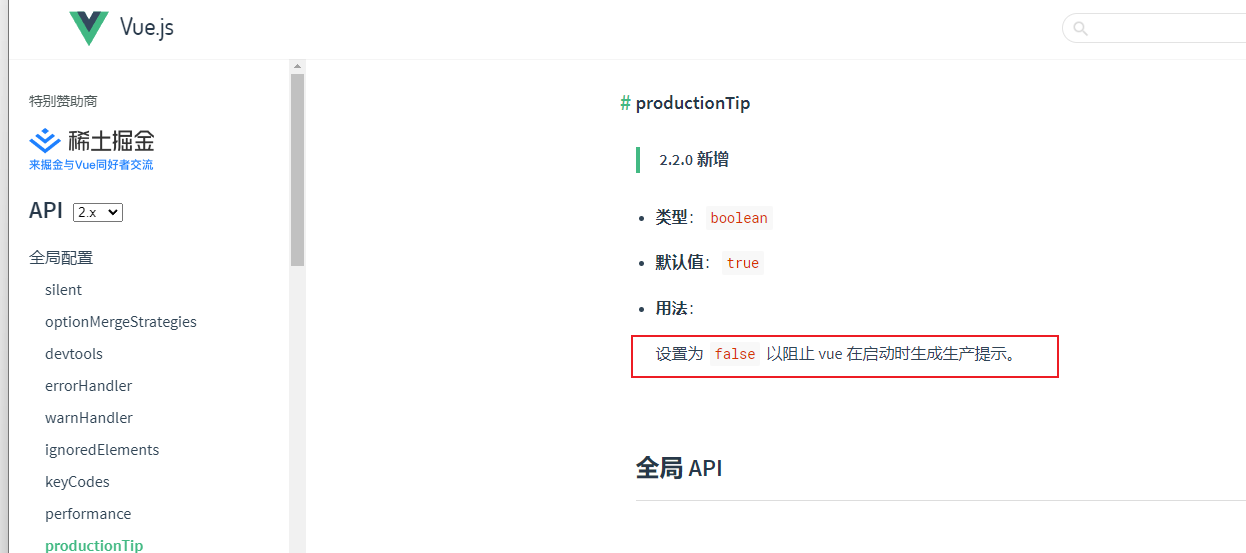 Vue.js
特别赞助商
稀土掘金
来掘金与Vue同好者交流
API 2.x
全局配置
silent
optionMergeStrategies
devtools
errorHandler
warnHandler
ignoredElements
keyCodes
performance
productionTip
# productionTip
2.2.0 新增
类型： boolean
默认值： true
用法：
设置为 false 以阻止 vue 在启动时生成生产提示。
全局 API